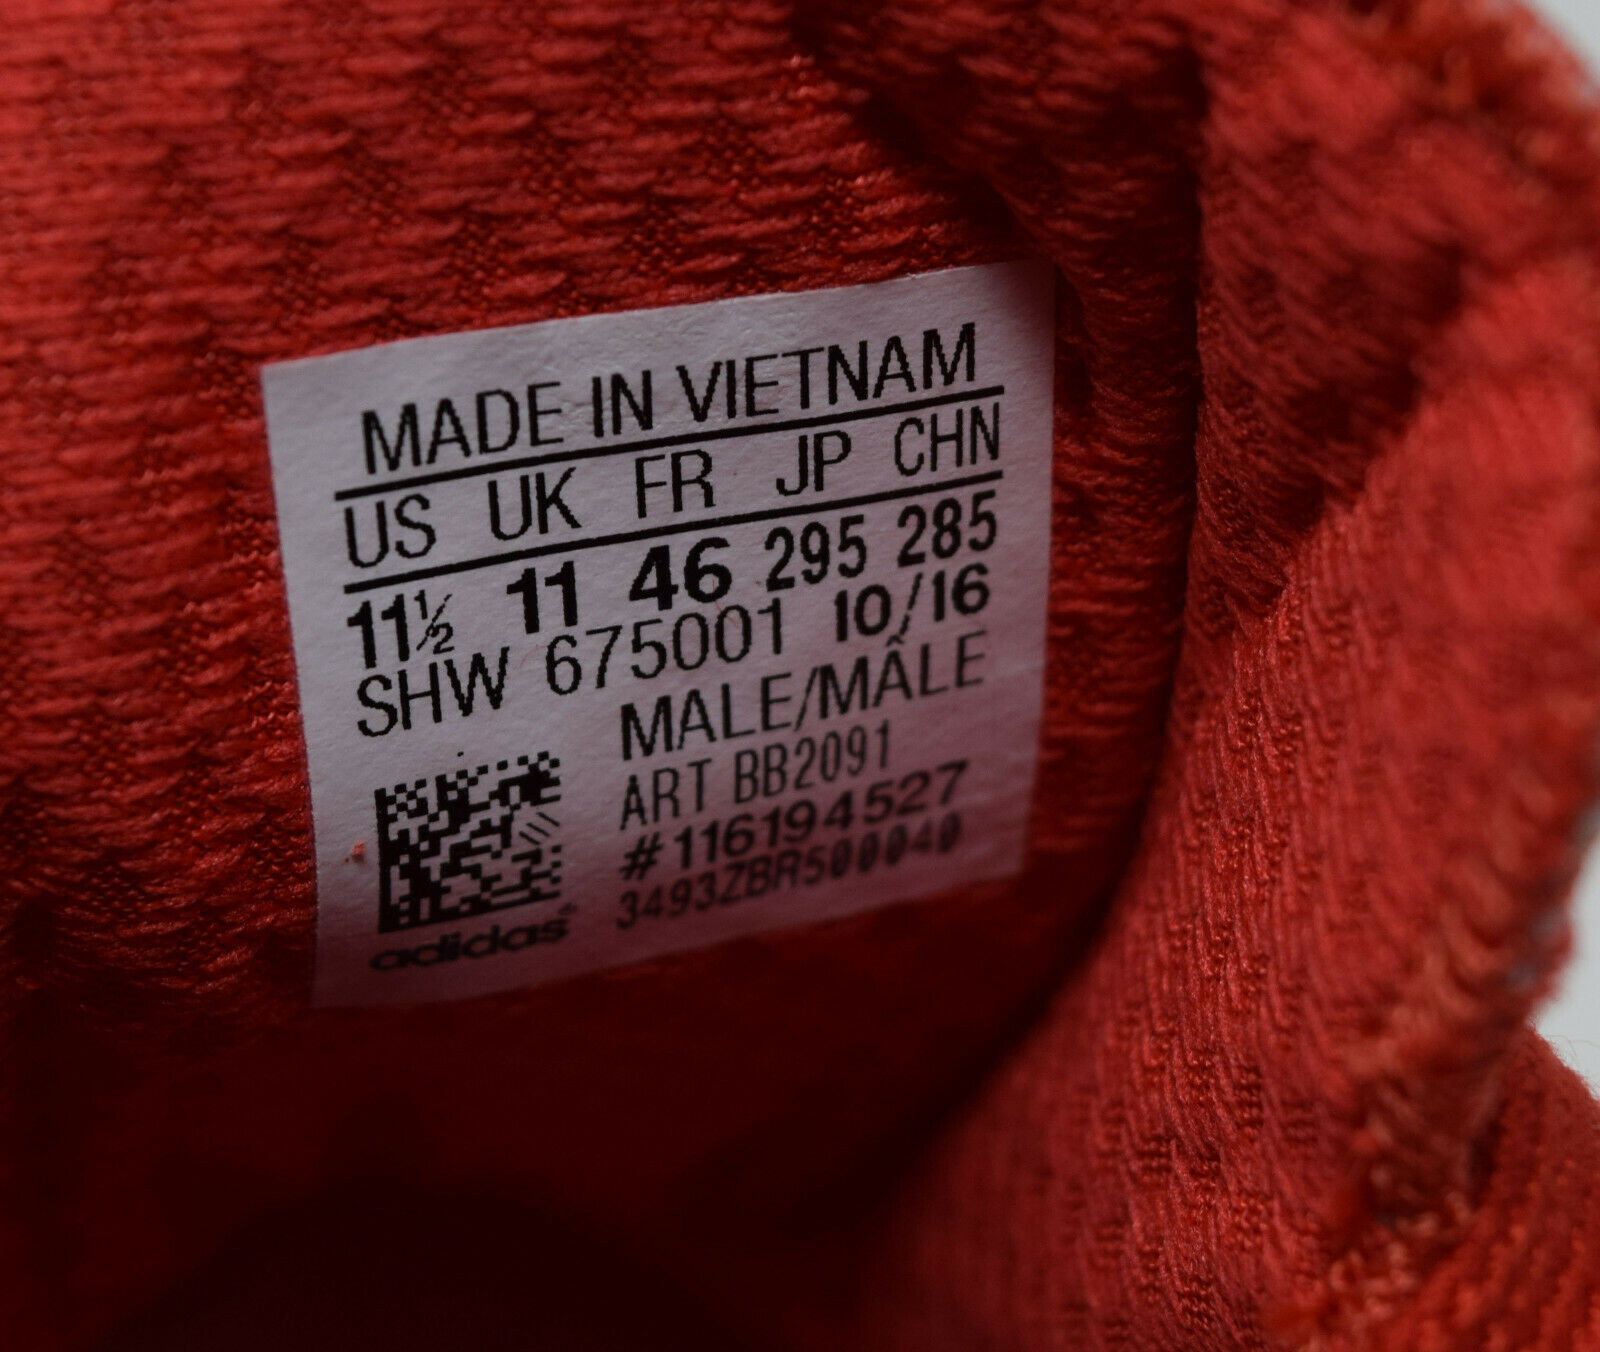 MADE IN VIETNAM
US UK FR JP CHN
11½ 11 46 295 285
SHW 675001 10/16
MALE/MÂLE
ART BB2091
#116194527
3493ZBR500040
adidas®